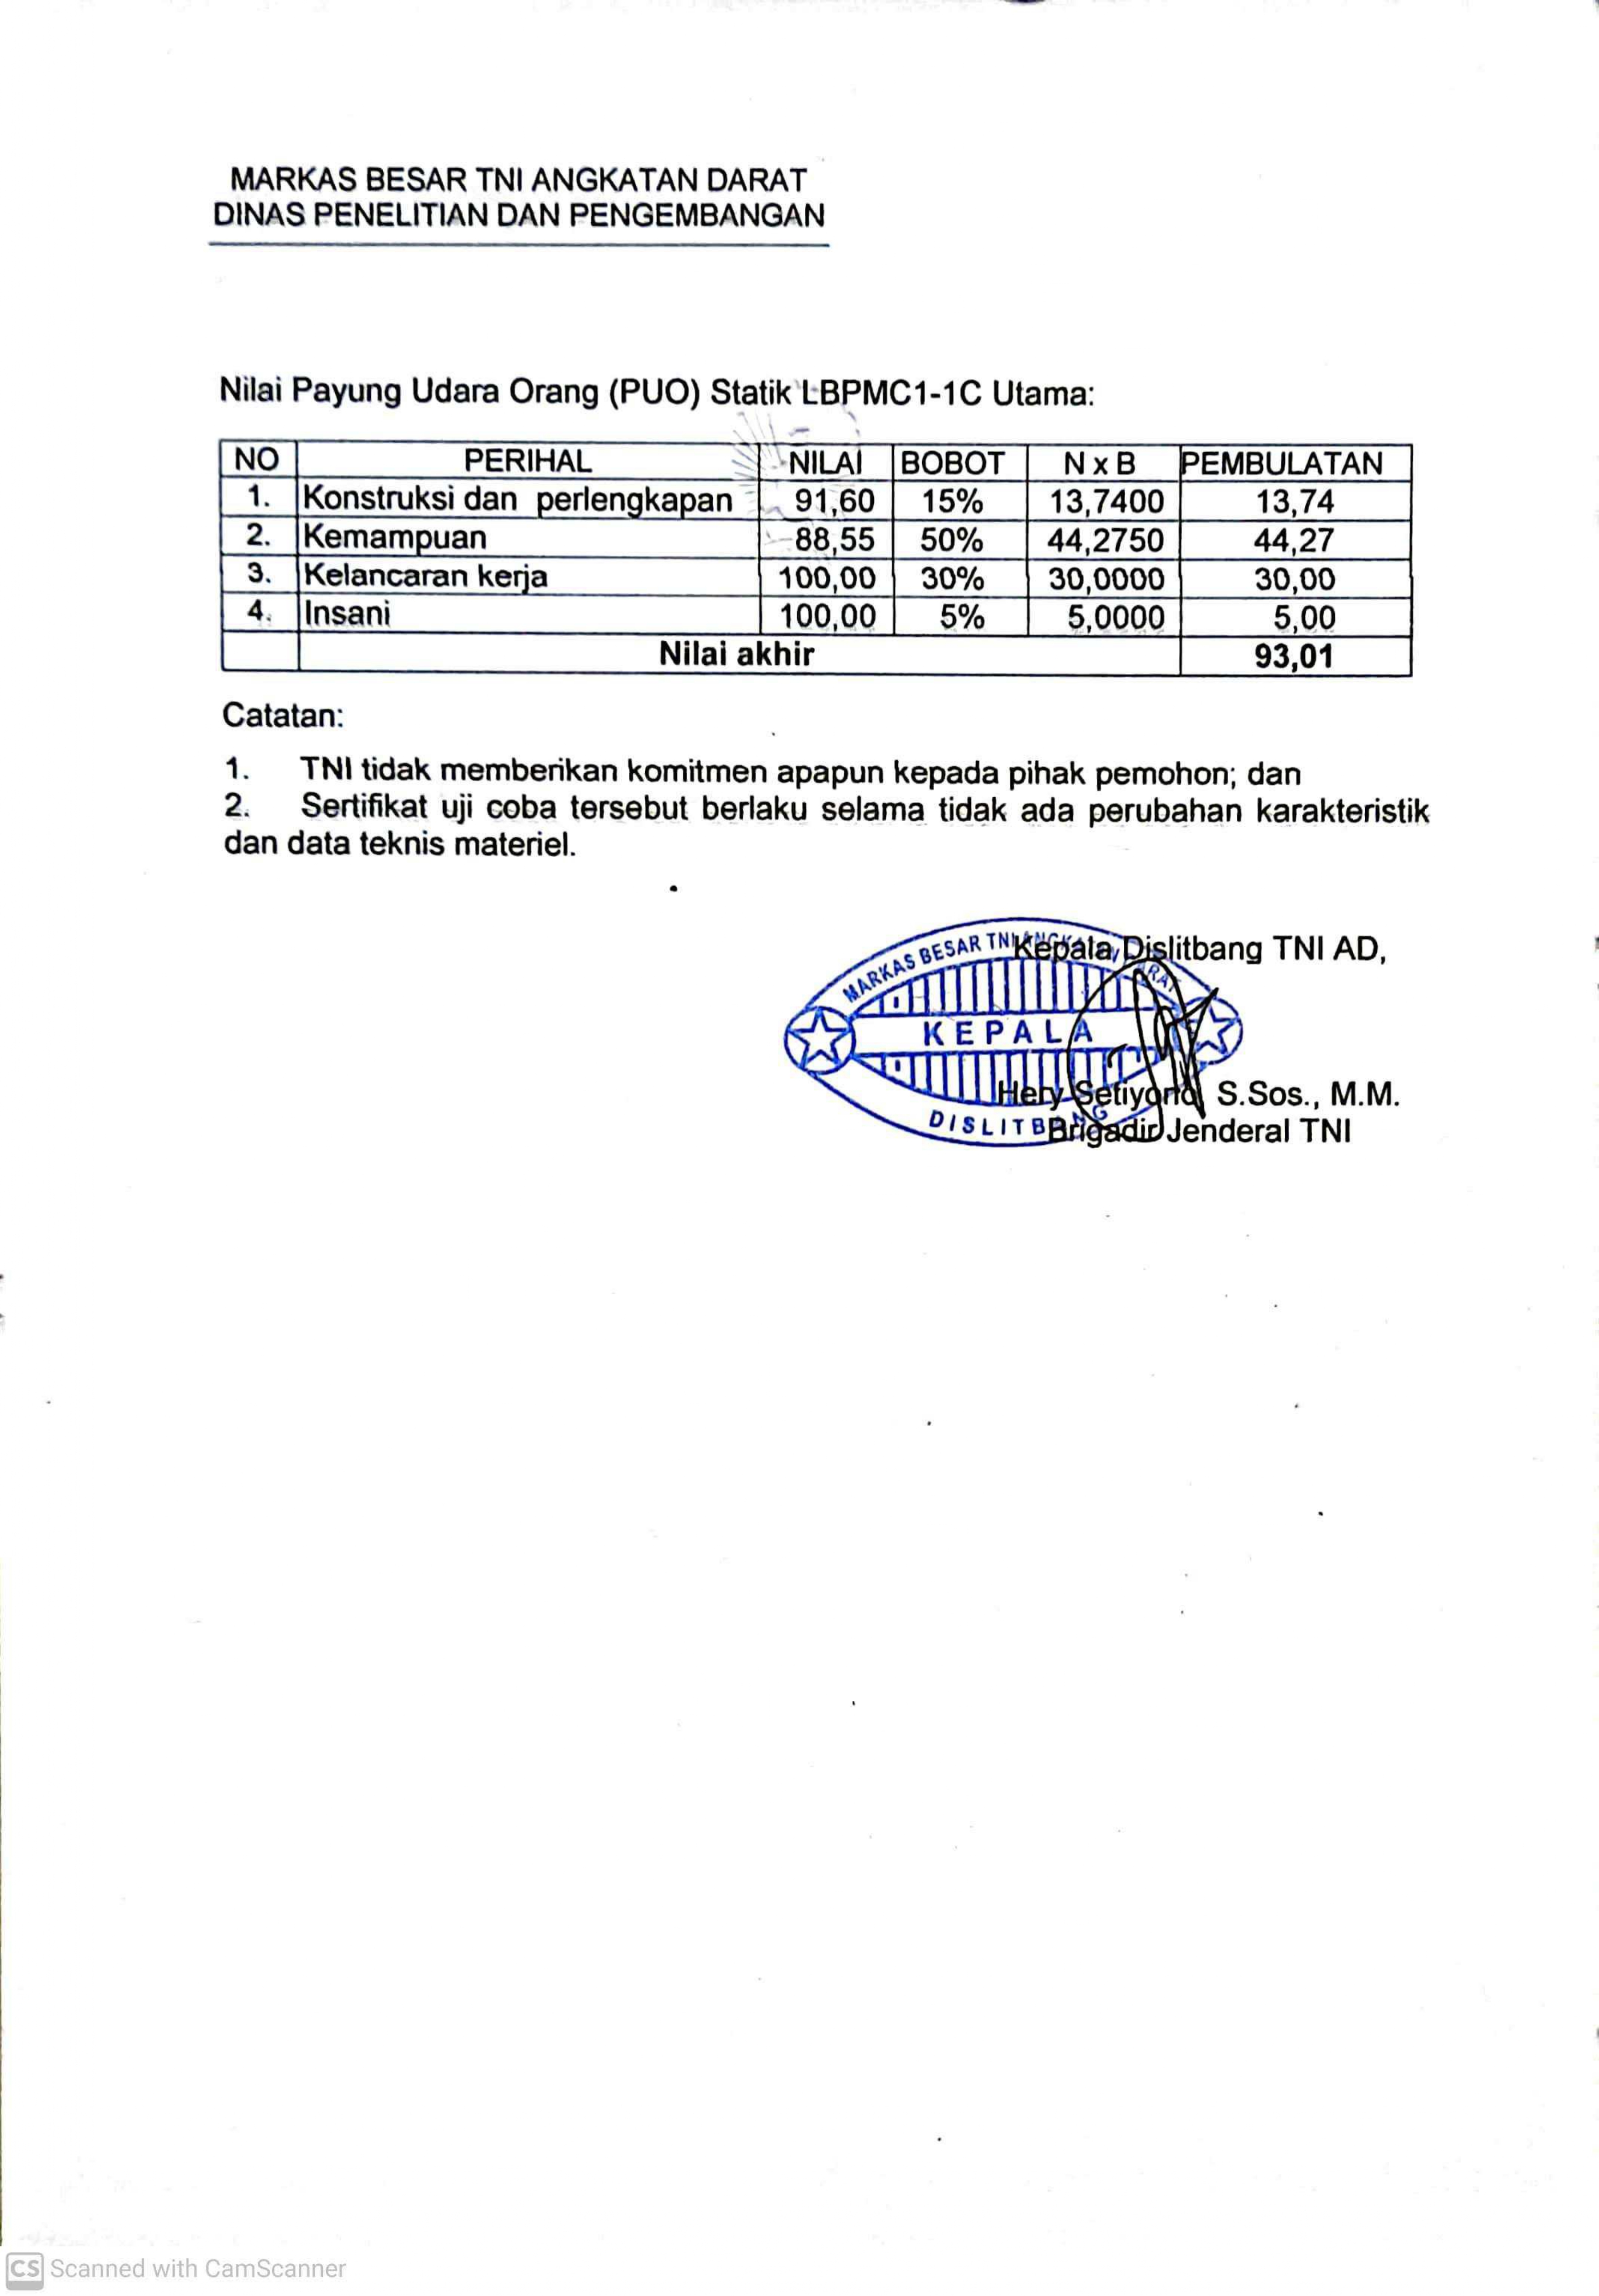 MARKAS BESAR TNI ANGKATAN DARAT
DINAS PENELITIAN DAN PENGEMBANGAN
Nilai Payung Udara Orang (PUO) Statik LBPMC1-1C Utama:
NO PERIHAL NILAI BOBOT N x B PEMBULATAN
1. Konstruksi dan perlengkapan 91,60 15% 13,7400 13,74
2. Kemampuan 88,55 50% 44,2750 44,27
3. Kelancaran kerja 100,00 30% 30,0000 30,00
4. Insani 100,00 5% 5,0000 5,00
Nilai akhir 93,01
Catatan:
1. TNI tidak memberikan komitmen apapun kepada pihak pemohon; dan
2. Sertifikat uji coba tersebut berlaku selama tidak ada perubahan karakteristik
dan data teknis materiel.
Kepala Dislitbang TNI AD,
MARKAS BESAR TNI ANGKATAN DARAT
KEPALA
DISLITBANG
Hery Setiyono, S.Sos., M.M.
Brigadir Jenderal TNI
CS Scanned with CamScanner